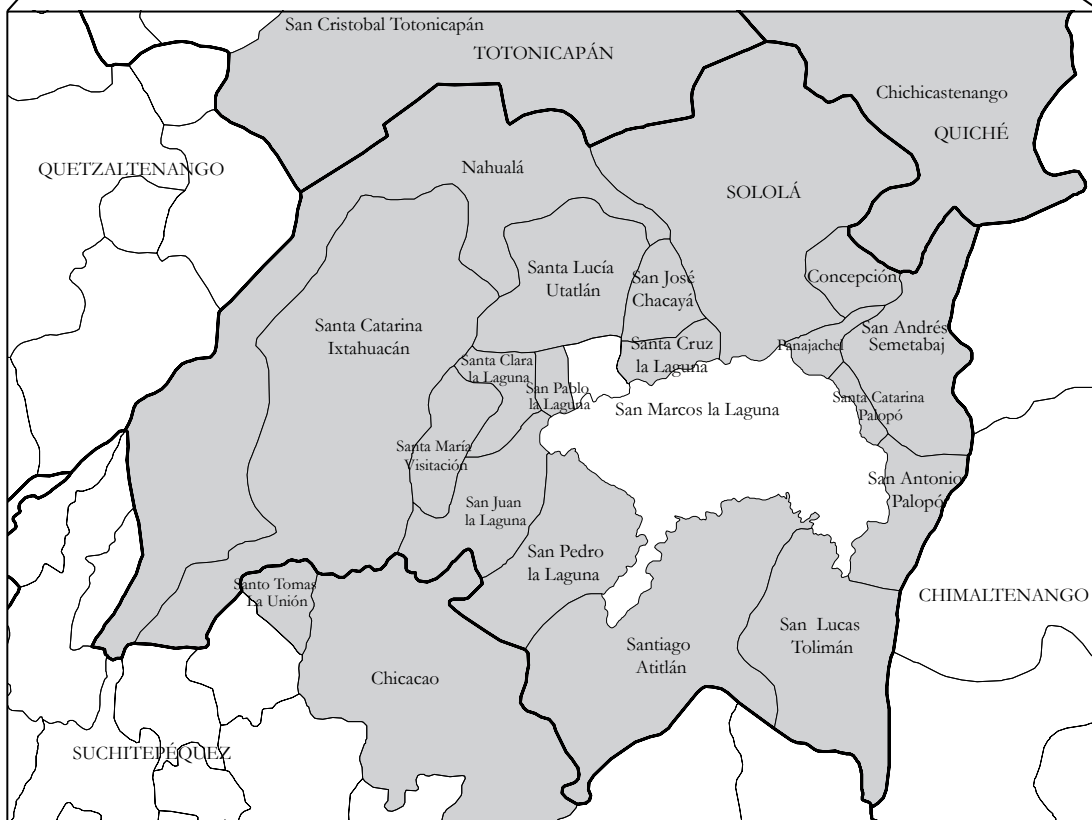 San Cristobal Totonicapán
TOTONICAPÁN
Chichicastenango
QUICHÉ
QUETZALTENANGO
Nahualá
SOLOLÁ
Santa Lucía
Utatlán
San José
Chacayá
Concepción
Santa Catarina
Ixtahuacán
San Andrés
Semetabaj
Santa Cruz
la Laguna
Panajachel
Santa Clara
la Laguna
San Pablo
la Laguna
San Marcos la Laguna
Santa Catarina
Palopó
Santa María
Visitación
San Antonio
Palopó
San Juan
la Laguna
San Pedro
la Laguna
Santo Tomas
La Unión
CHIMALTENANGO
San Lucas
Tolimán
Santiago
Atitlán
Chicacao
SUCHITEPÉQUEZ